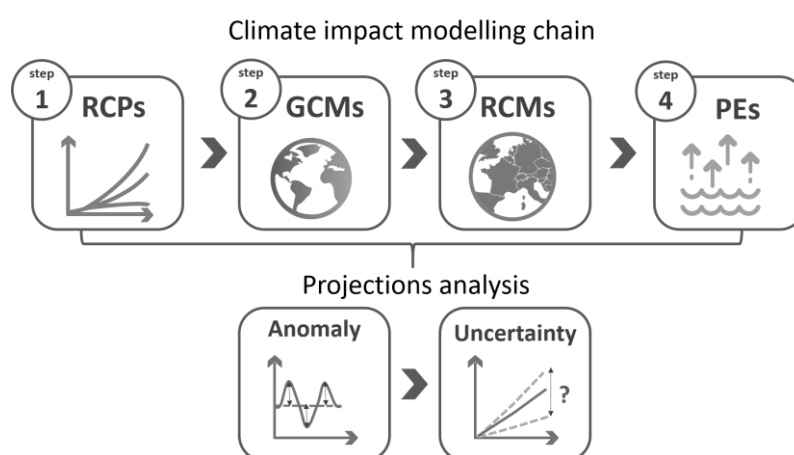 Climate impact modelling chain
step
1
RCPs
step
2
GCMs
step
3
RCMs
step
4
PEs
Projections analysis
Anomaly
Uncertainty
?